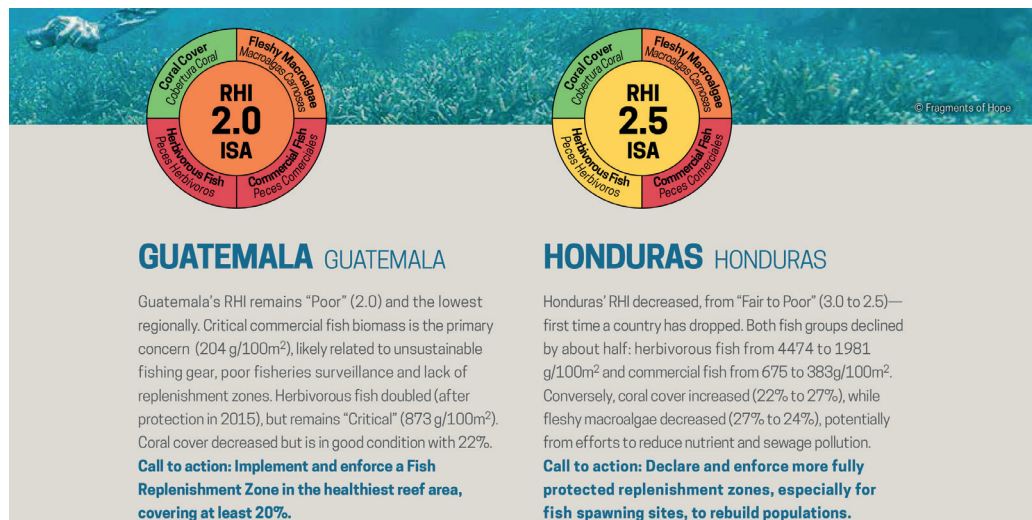 © Fragments of Hope
Coral Cover
Cobertura Coral
Fleshy Macroalgae
Macroalgas Carnosas
RHI
2.0
ISA
Herbivorous Fish
Peces Herbívoros
Commercial Fish
Peces Comerciales
Coral Cover
Cobertura Coral
Fleshy Macroalgae
Macroalgas Carnosas
RHI
2.5
ISA
Herbivorous Fish
Peces Herbívoros
Commercial Fish
Peces Comerciales
GUATEMALA GUATEMALA
Guatemala's RHI remains "Poor" (2.0) and the lowest
regionally. Critical commercial fish biomass is the primary
concern (204 g/100m²), likely related to unsustainable
fishing gear, poor fisheries surveillance and lack of
replenishment zones. Herbivorous fish doubled (after
protection in 2015), but remains "Critical" (873 g/100m²).
Coral cover decreased but is in good condition with 22%.
Call to action: Implement and enforce a Fish
Replenishment Zone in the healthiest reef area,
covering at least 20%.
HONDURAS HONDURAS
Honduras' RHI decreased, from "Fair to Poor" (3.0 to 2.5)—
first time a country has dropped. Both fish groups declined
by about half: herbivorous fish from 4474 to 1981
g/100m² and commercial fish from 675 to 383g/100m².
Conversely, coral cover increased (22% to 27%), while
fleshy macroalgae decreased (27% to 24%), potentially
from efforts to reduce nutrient and sewage pollution.
Call to action: Declare and enforce more fully
protected replenishment zones, especially for
fish spawning sites, to rebuild populations.